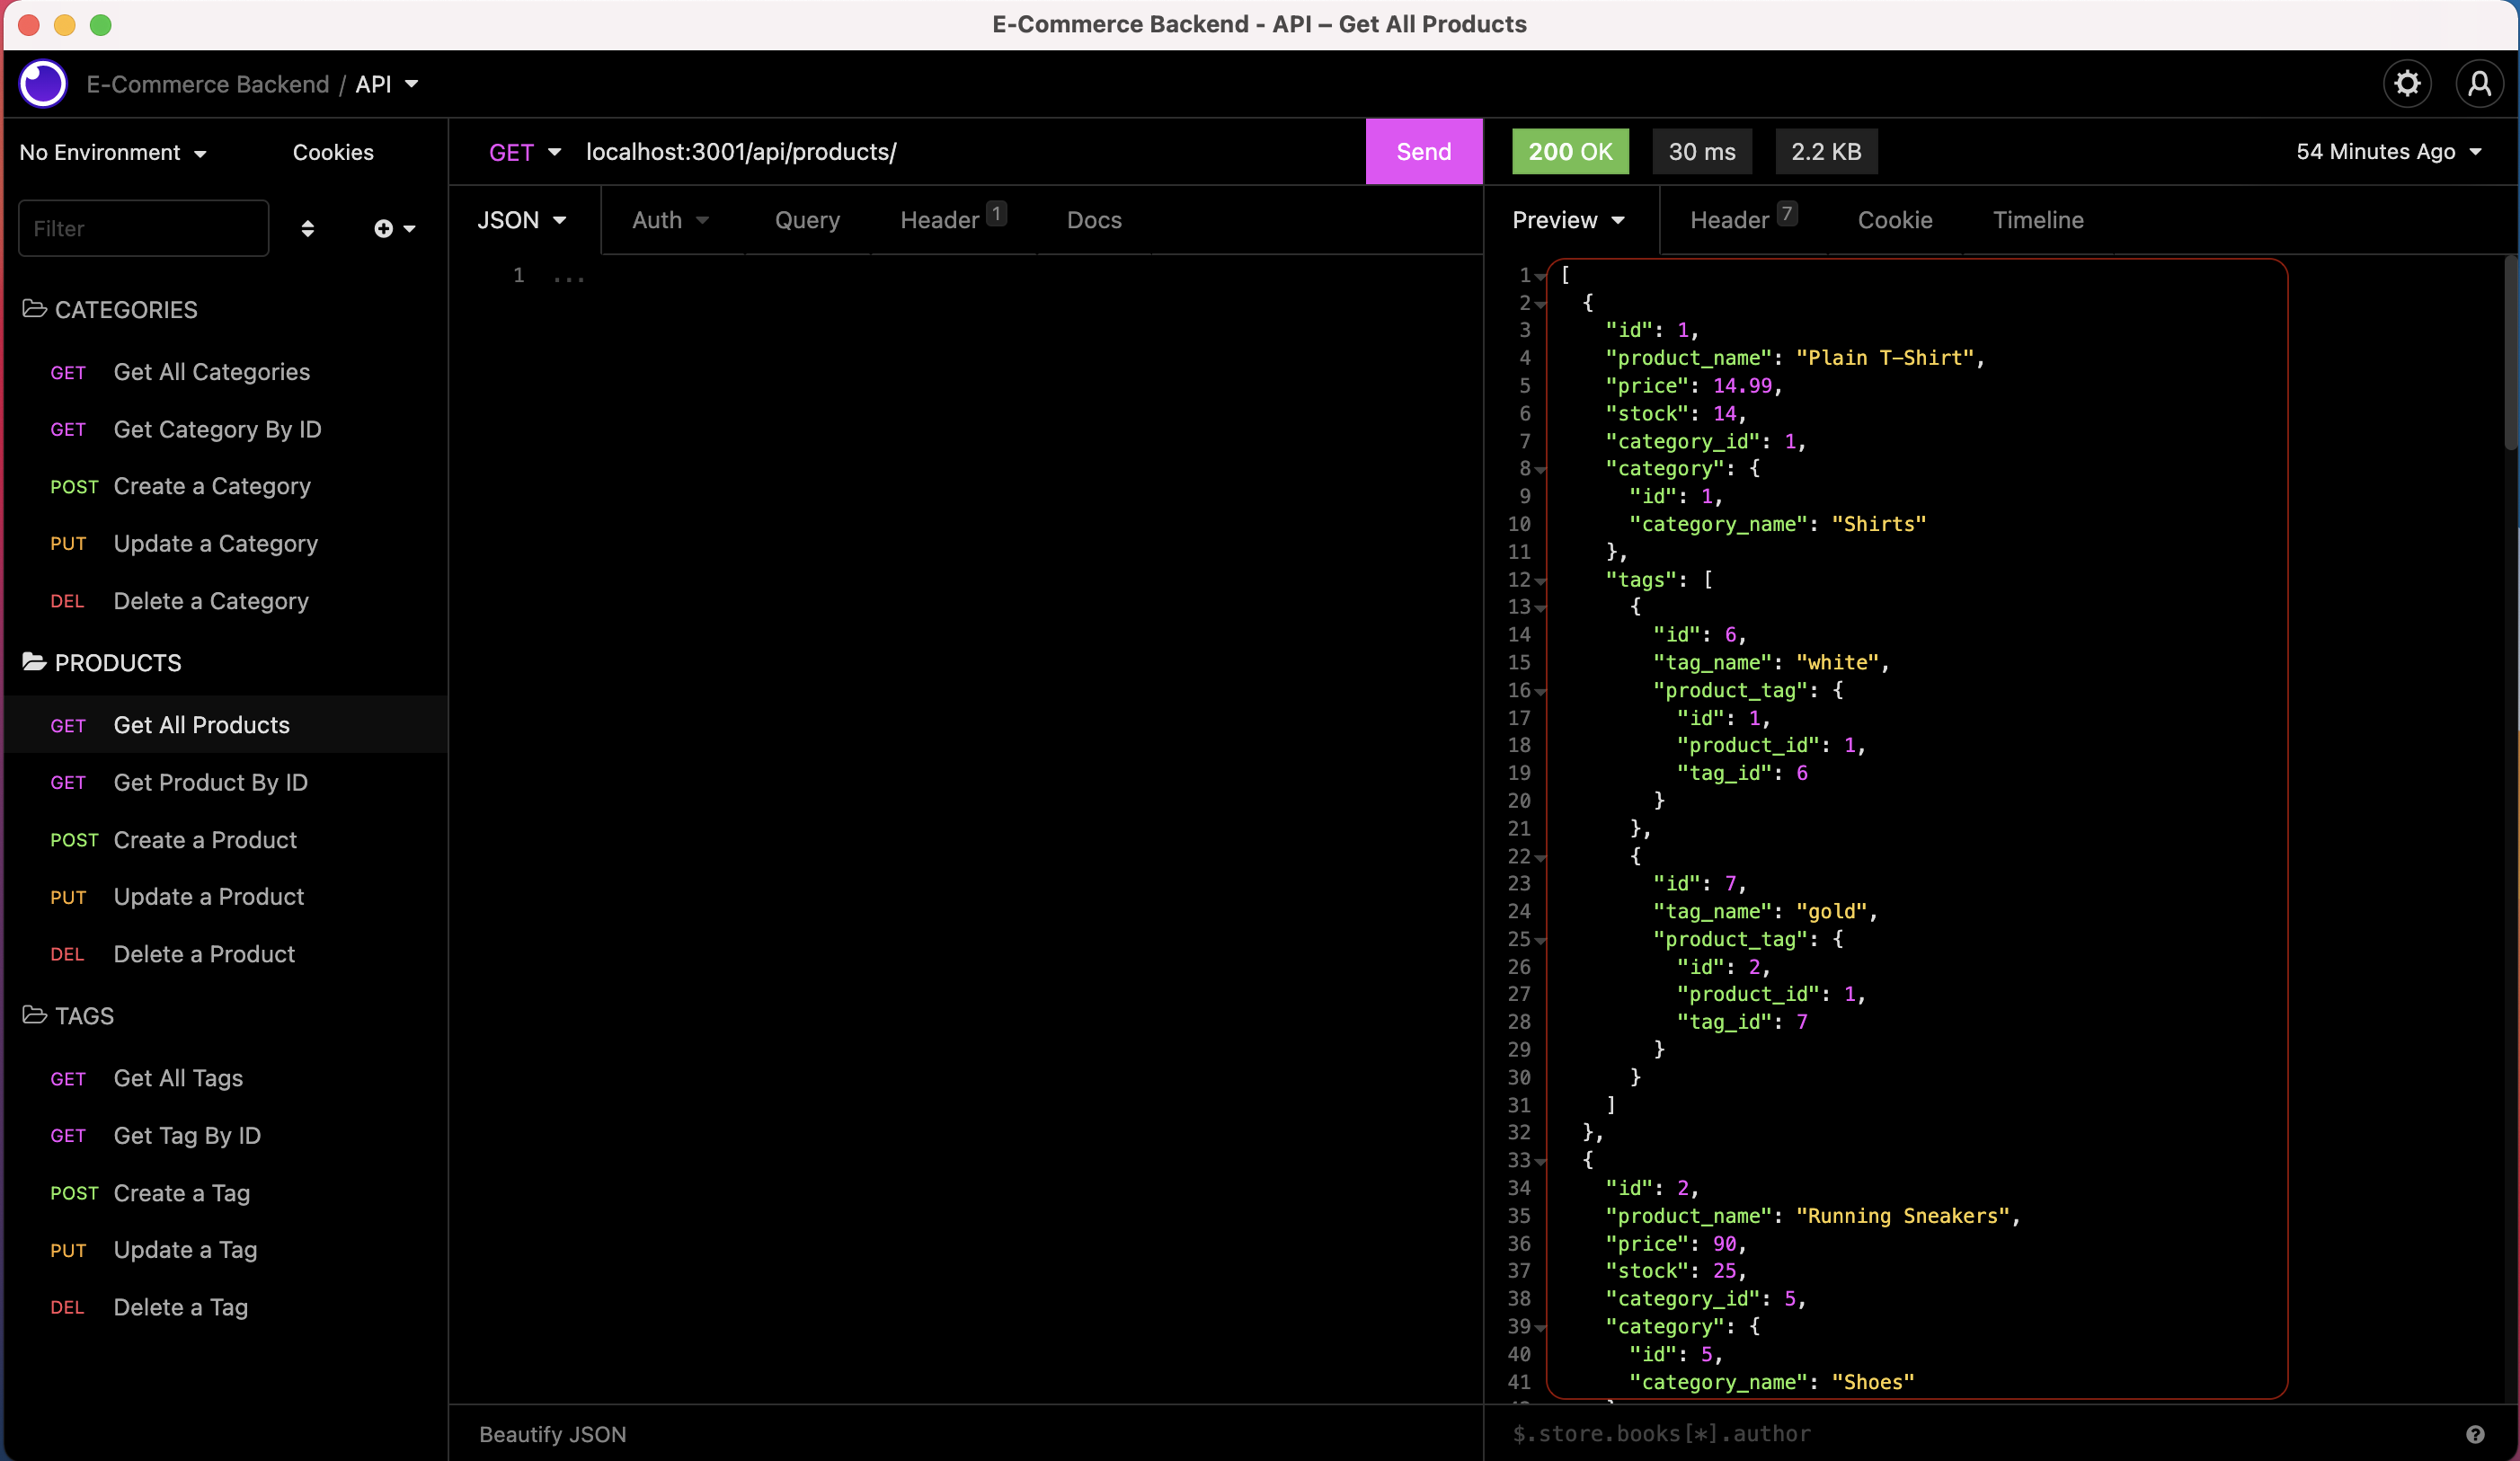 E-Commerce Backend - API – Get All Products
E-Commerce Backend / API
No Environment
Cookies
Filter
CATEGORIES
GET Get All Categories
GET Get Category By ID
POST Create a Category
PUT Update a Category
DEL Delete a Category
PRODUCTS
GET Get All Products
GET Get Product By ID
POST Create a Product
PUT Update a Product
DEL Delete a Product
TAGS
GET Get All Tags
GET Get Tag By ID
POST Create a Tag
PUT Update a Tag
DEL Delete a Tag
GET localhost:3001/api/products/ Send
JSON Auth Query Header 1 Docs
1 ...
Beautify JSON
200 OK 30 ms 2.2 KB 54 Minutes Ago
Preview Header 7 Cookie Timeline
1 [
2 {
3 "id": 1,
4 "product_name": "Plain T-Shirt",
5 "price": 14.99,
6 "stock": 14,
7 "category_id": 1,
8 "category": {
9 "id": 1,
10 "category_name": "Shirts"
11 },
12 "tags": [
13 {
14 "id": 6,
15 "tag_name": "white",
16 "product_tag": {
17 "id": 1,
18 "product_id": 1,
19 "tag_id": 6
20 }
21 },
22 {
23 "id": 7,
24 "tag_name": "gold",
25 "product_tag": {
26 "id": 2,
27 "product_id": 1,
28 "tag_id": 7
29 }
30 }
31 ]
32 },
33 {
34 "id": 2,
35 "product_name": "Running Sneakers",
36 "price": 90,
37 "stock": 25,
38 "category_id": 5,
39 "category": {
40 "id": 5,
41 "category_name": "Shoes"
$.store.books[*].author
?